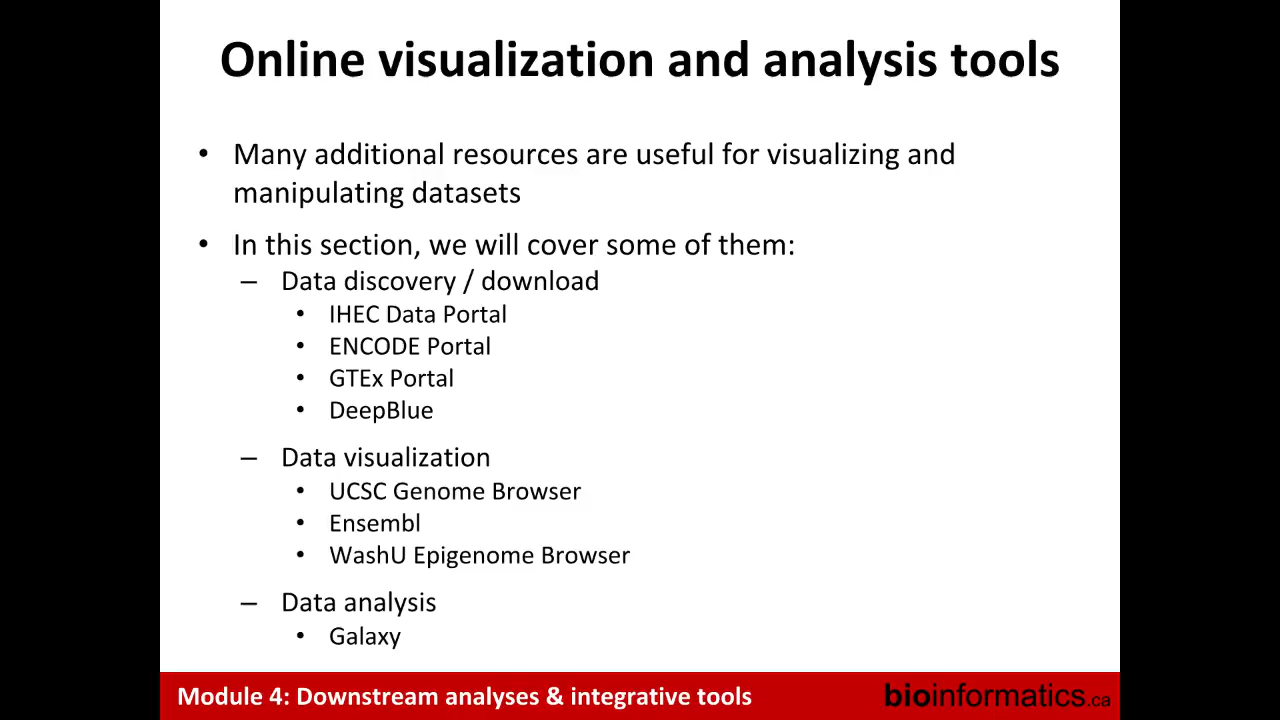 Online visualization and analysis tools
• Many additional resources are useful for visualizing and
manipulating datasets
• In this section, we will cover some of them:
– Data discovery / download
• IHEC Data Portal
• ENCODE Portal
• GTEx Portal
• DeepBlue
– Data visualization
• UCSC Genome Browser
• Ensembl
• WashU Epigenome Browser
– Data analysis
• Galaxy
Module 4: Downstream analyses & integrative tools
bioinformatics.ca